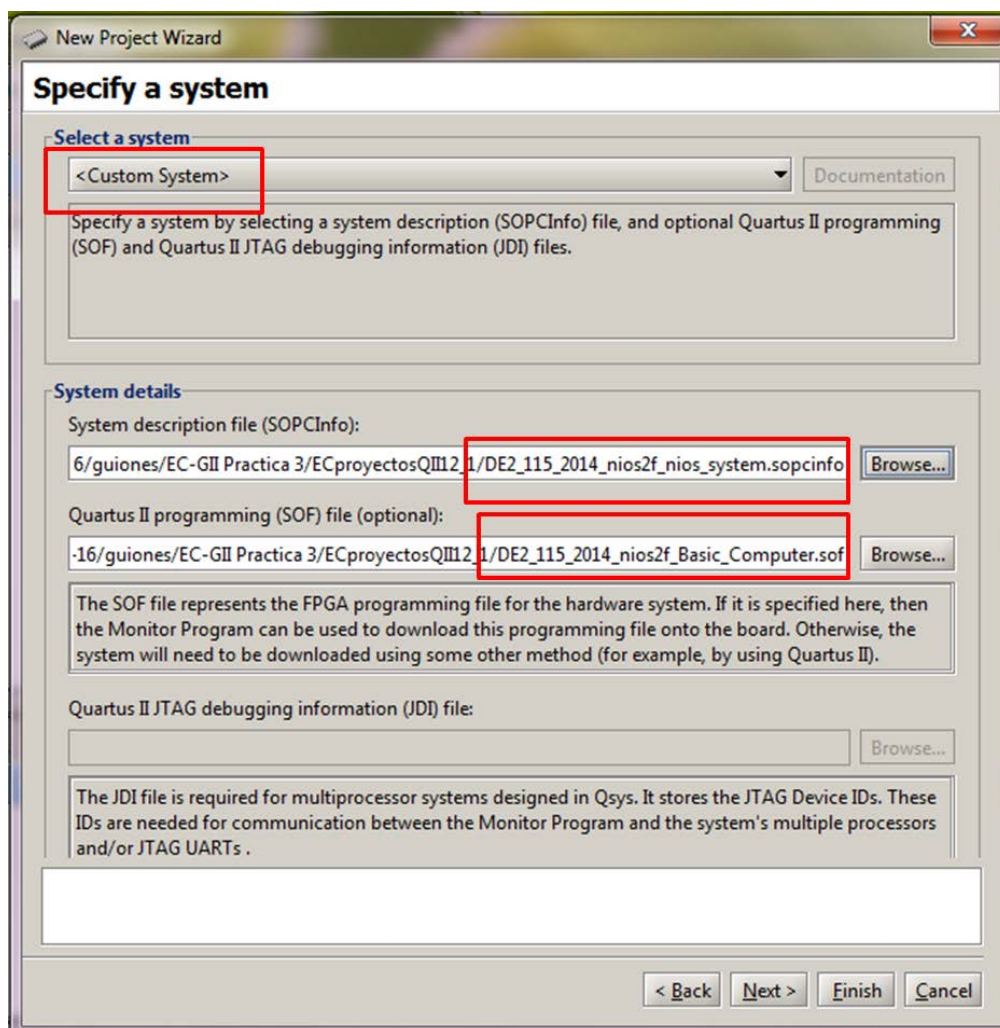 New Project Wizard
Specify a system
Select a system
<Custom System>
Documentation
Specify a system by selecting a system description (SOPCInfo) file, and optional Quartus II programming
(SOF) and Quartus II JTAG debugging information (JDI) files.
System details
System description file (SOPCInfo):
6/guiones/EC-GII Practica 3/ECproyectosQII12_1/DE2_115_2014_nios2f_nios_system.sopcinfo
Browse...
Quartus II programming (SOF) file (optional):
-16/guiones/EC-GII Practica 3/ECproyectosQII12_1/DE2_115_2014_nios2f_Basic_Computer.sof
Browse...
The SOF file represents the FPGA programming file for the hardware system. If it is specified here, then
the Monitor Program can be used to download this programming file onto the board. Otherwise, the
system will need to be downloaded using some other method (for example, by using Quartus II).
Quartus II JTAG debugging information (JDI) file:
Browse...
The JDI file is required for multiprocessor systems designed in Qsys. It stores the JTAG Device IDs. These
IDs are needed for communication between the Monitor Program and the system's multiple processors
and/or JTAG UARTs .
< Back
Next >
Finish
Cancel